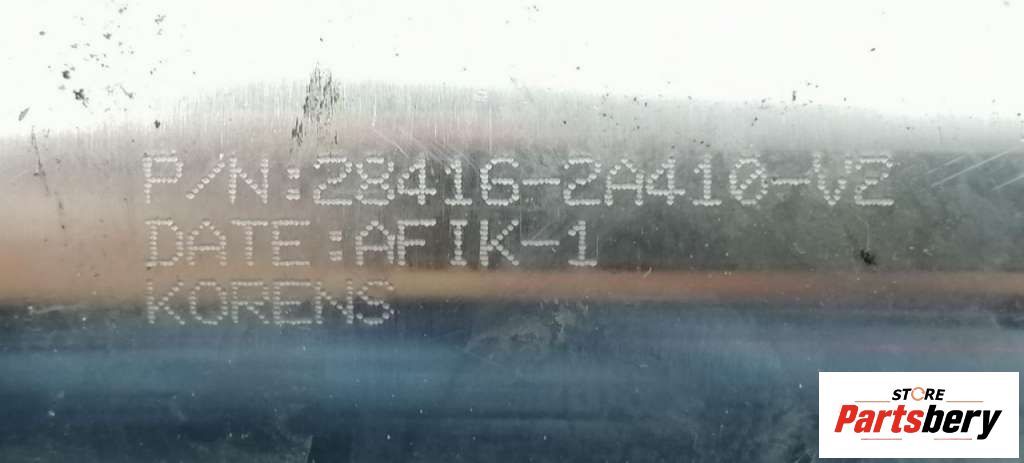 P/N:28416-2A410-V2
DATE:AFIK-1
KORENS
STORE
Partsbery